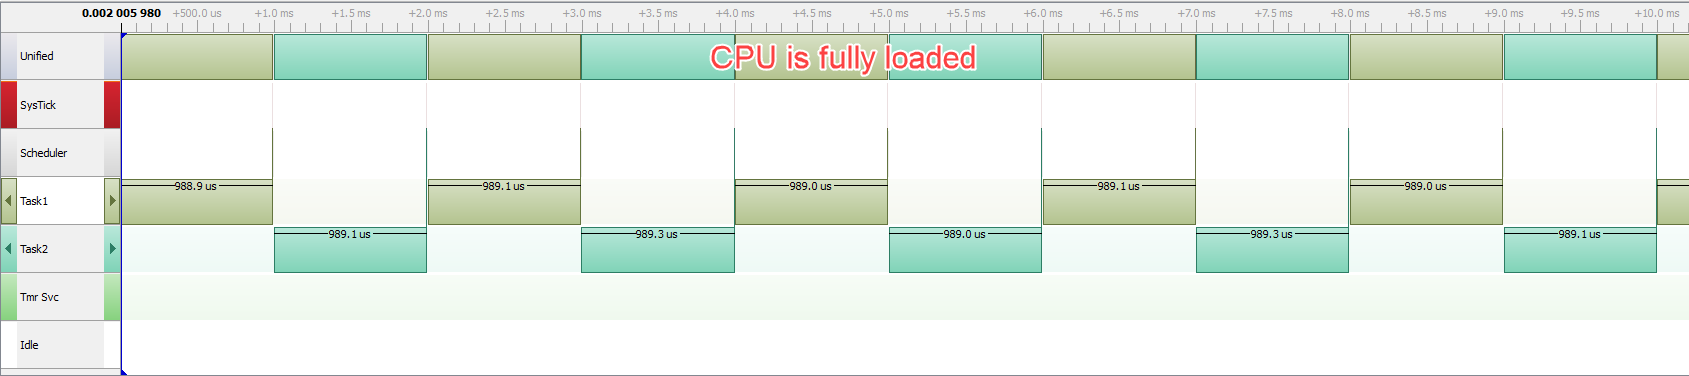 0.002 005 980 +500.0 us +1.0 ms +1.5 ms +2.0 ms +2.5 ms +3.0 ms +3.5 ms +4.0 ms +4.5 ms +5.0 ms +5.5 ms +6.0 ms +6.5 ms +7.0 ms +7.5 ms +8.0 ms +8.5 ms +9.0 ms +9.5 ms +10.0 ms
Unified CPU is fully loaded
SysTick
Scheduler
Task1 988.9 us 989.1 us 989.0 us 989.1 us 989.0 us
Task2 989.1 us 989.3 us 989.0 us 989.3 us 989.1 us
Tmr Svc
Idle